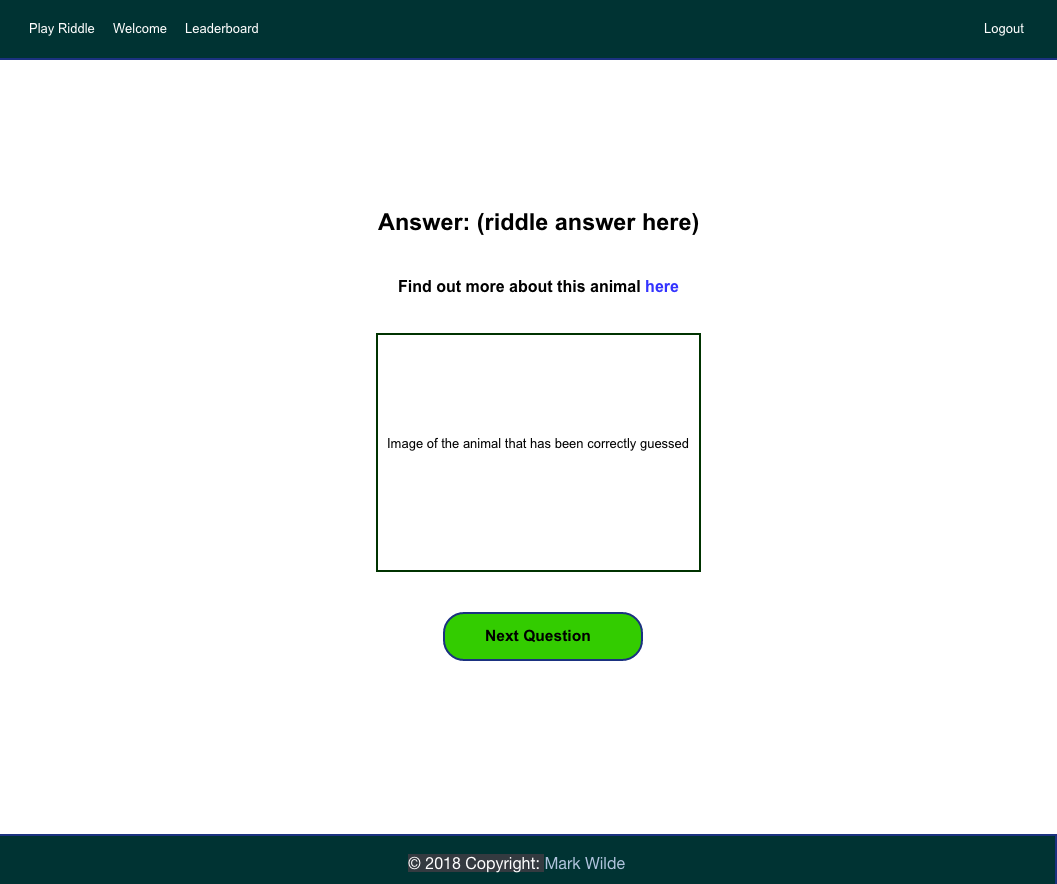 Play Riddle Welcome Leaderboard Logout
Answer: (riddle answer here)
Find out more about this animal here
Image of the animal that has been correctly guessed
Next Question
© 2018 Copyright: Mark Wilde